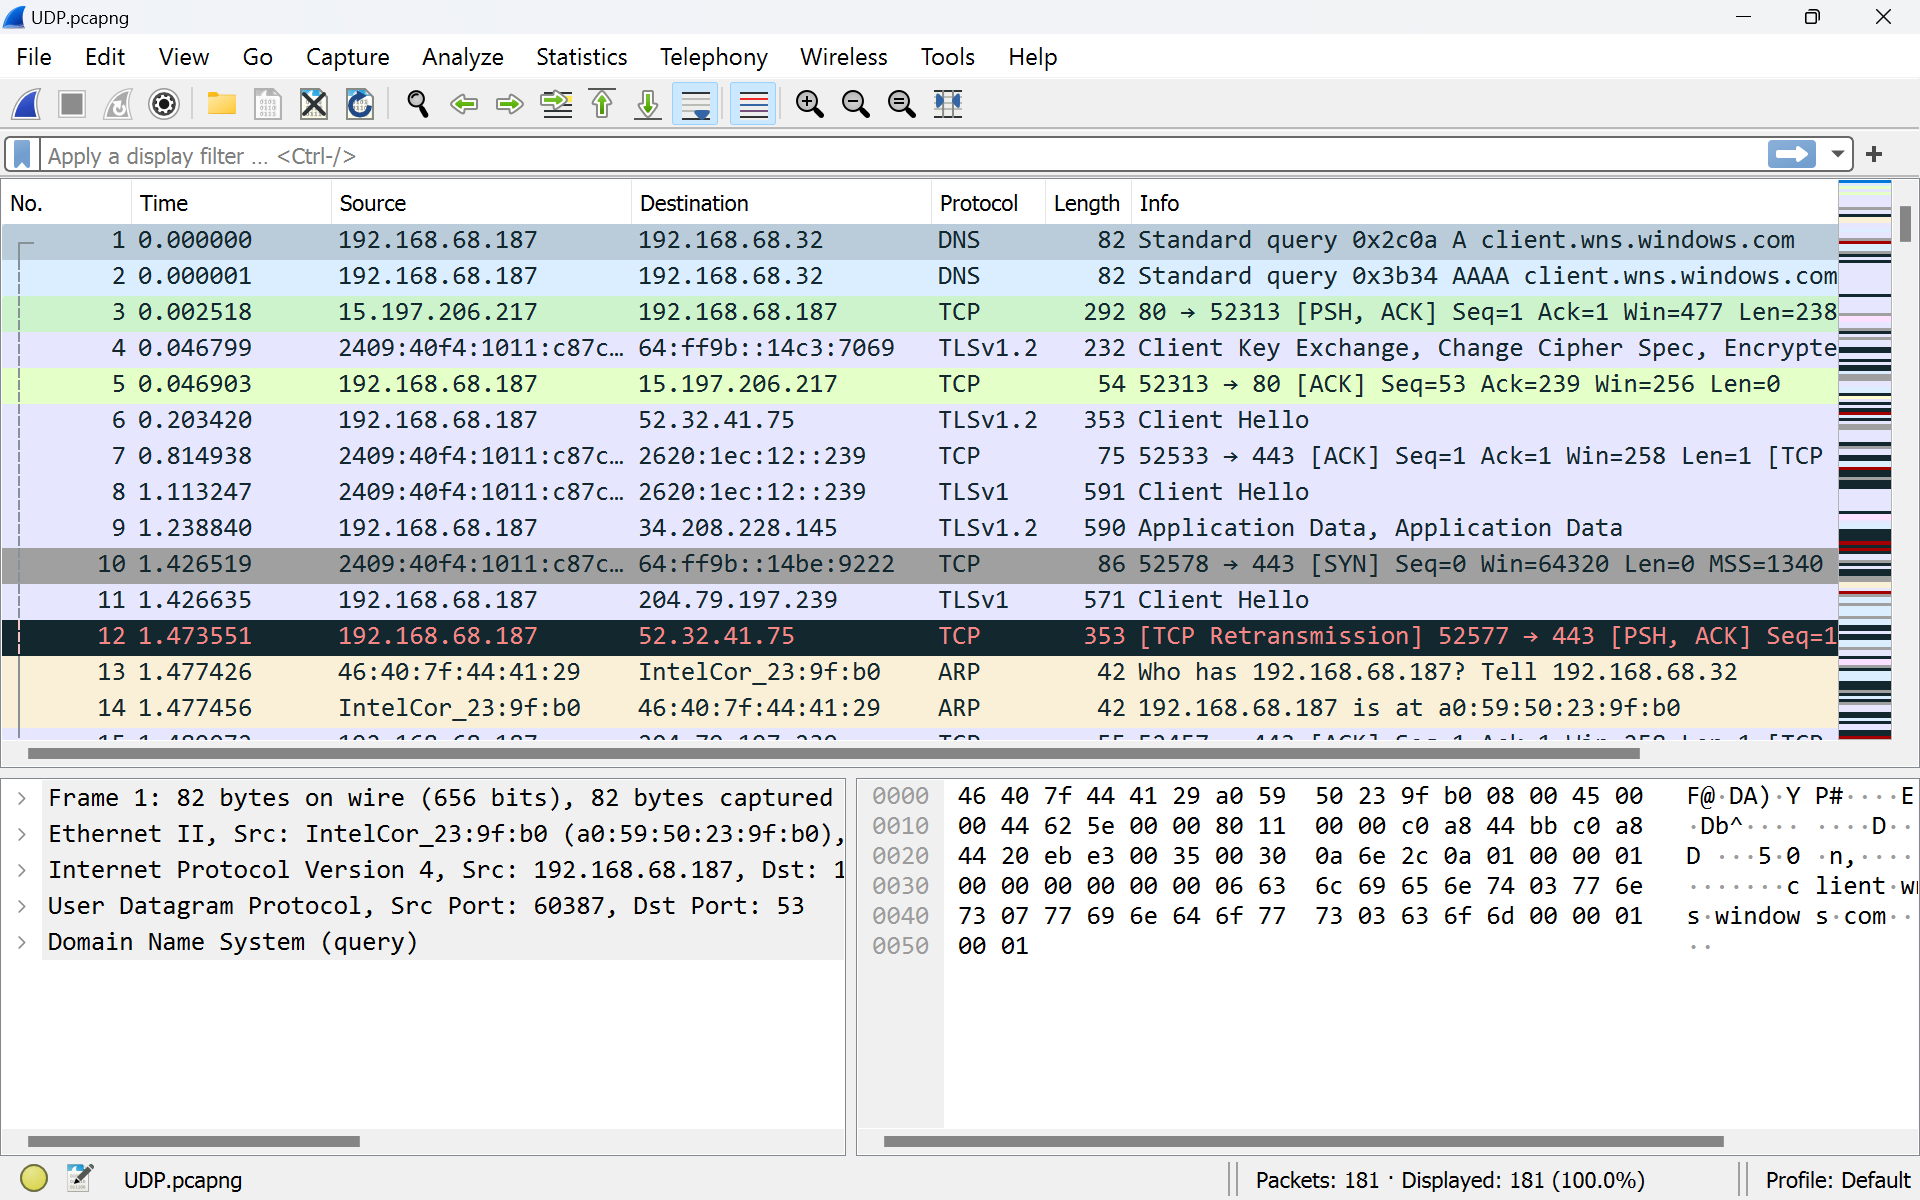 UDP.pcapng
File Edit View Go Capture Analyze Statistics Telephony Wireless Tools Help
Apply a display filter ... <Ctrl-/>
No. Time Source Destination Protocol Length Info
1 0.000000 192.168.68.187 192.168.68.32 DNS 82 Standard query 0x2c0a A client.wns.windows.com
2 0.000001 192.168.68.187 192.168.68.32 DNS 82 Standard query 0x3b34 AAAA client.wns.windows.com
3 0.002518 15.197.206.217 192.168.68.187 TCP 292 80 → 52313 [PSH, ACK] Seq=1 Ack=1 Win=477 Len=238
4 0.046799 2409:40f4:1011:c87c… 64:ff9b::14c3:7069 TLSv1.2 232 Client Key Exchange, Change Cipher Spec, Encrypte
5 0.046903 192.168.68.187 15.197.206.217 TCP 54 52313 → 80 [ACK] Seq=53 Ack=239 Win=256 Len=0
6 0.203420 192.168.68.187 52.32.41.75 TLSv1.2 353 Client Hello
7 0.814938 2409:40f4:1011:c87c… 2620:1ec:12::239 TCP 75 52533 → 443 [ACK] Seq=1 Ack=1 Win=258 Len=1 [TCP
8 1.113247 2409:40f4:1011:c87c… 2620:1ec:12::239 TLSv1 591 Client Hello
9 1.238840 192.168.68.187 34.208.228.145 TLSv1.2 590 Application Data, Application Data
10 1.426519 2409:40f4:1011:c87c… 64:ff9b::14be:9222 TCP 86 52578 → 443 [SYN] Seq=0 Win=64320 Len=0 MSS=1340
11 1.426635 192.168.68.187 204.79.197.239 TLSv1 571 Client Hello
12 1.473551 192.168.68.187 52.32.41.75 TCP 353 [TCP Retransmission] 52577 → 443 [PSH, ACK] Seq=1
13 1.477426 46:40:7f:44:41:29 IntelCor_23:9f:b0 ARP 42 Who has 192.168.68.187? Tell 192.168.68.32
14 1.477456 IntelCor_23:9f:b0 46:40:7f:44:41:29 ARP 42 192.168.68.187 is at a0:59:50:23:9f:b0
Frame 1: 82 bytes on wire (656 bits), 82 bytes captured
Ethernet II, Src: IntelCor_23:9f:b0 (a0:59:50:23:9f:b0),
Internet Protocol Version 4, Src: 192.168.68.187, Dst: 1
User Datagram Protocol, Src Port: 60387, Dst Port: 53
Domain Name System (query)
0000 46 40 7f 44 41 29 a0 59 50 23 9f b0 08 00 45 00 F@·DA)·Y P#····E
0010 00 44 62 5e 00 00 80 11 00 00 c0 a8 44 bb c0 a8 ·Db^···· ····D··
0020 44 20 eb e3 00 35 00 30 0a 6e 2c 0a 01 00 00 01 D ···5·0 ·n,····
0030 00 00 00 00 00 00 06 63 6c 69 65 6e 74 03 77 6e ·······c lient·wn
0040 73 07 77 69 6e 64 6f 77 73 03 63 6f 6d 00 00 01 s·window s·com··
0050 00 01 ··
UDP.pcapng
Packets: 181 · Displayed: 181 (100.0%)
Profile: Default